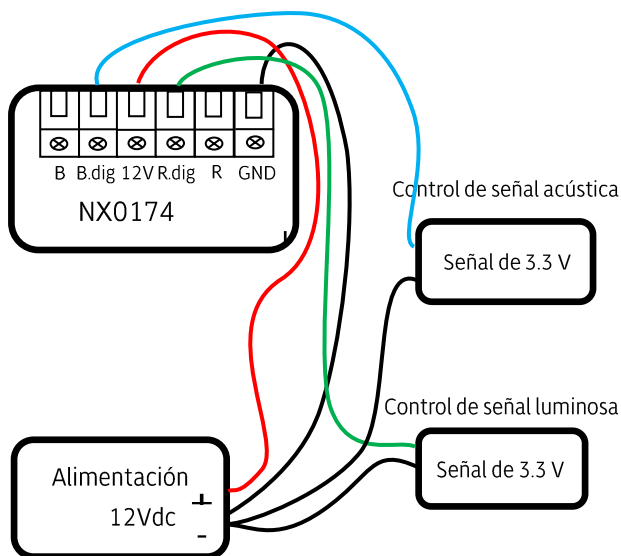 B B.dig 12V R.dig R GND
NX0174
Control de señal acústica
Señal de 3.3 V
Control de señal luminosa
Señal de 3.3 V
Alimentación
+
12Vdc
-